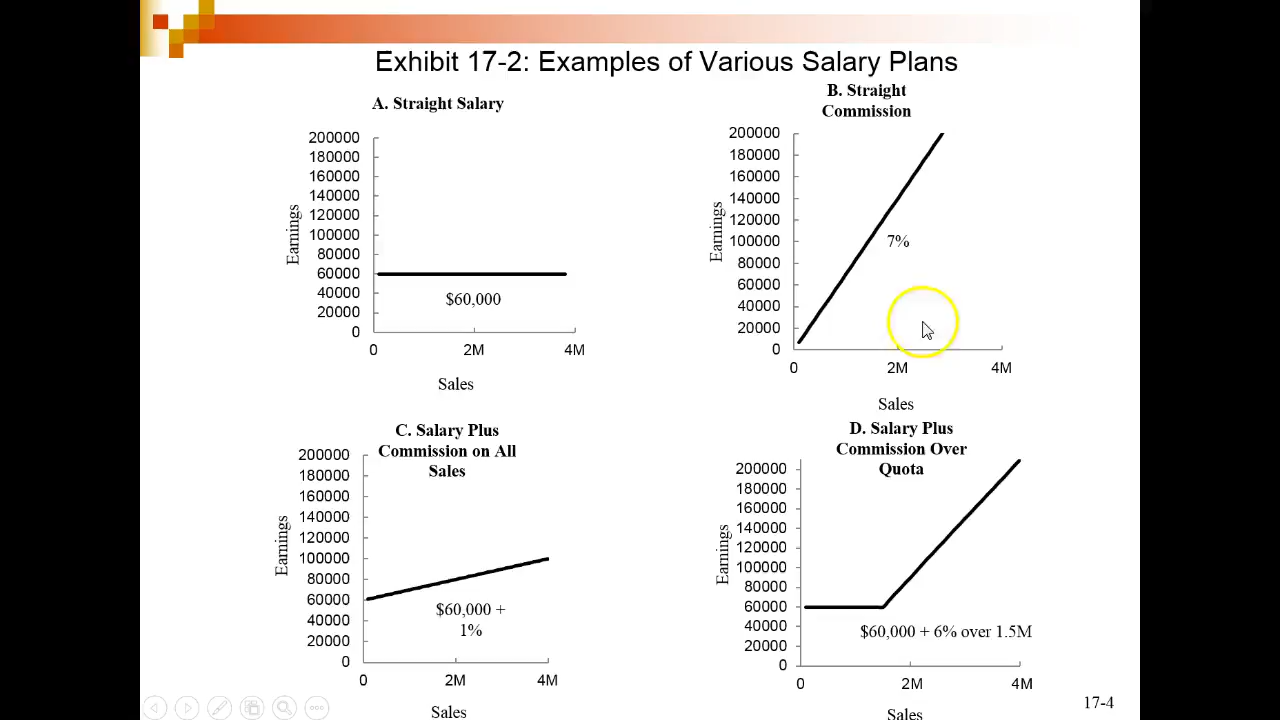 Exhibit 17-2: Examples of Various Salary Plans
A. Straight Salary
200000
180000
160000
140000
120000
100000
80000
60000
40000
20000
0
Earnings
$60,000
0 2M 4M
Sales
B. Straight
Commission
200000
180000
160000
140000
120000
100000
80000
60000
40000
20000
0
Earnings
7%
0 2M 4M
Sales
C. Salary Plus
Commission on All
Sales
200000
180000
160000
140000
120000
100000
80000
60000
40000
20000
0
Earnings
$60,000 +
1%
0 2M 4M
Sales
D. Salary Plus
Commission Over
Quota
200000
180000
160000
140000
120000
100000
80000
60000
40000
20000
0
Earnings
$60,000 + 6% over 1.5M
0 2M 4M
Sales
17-4